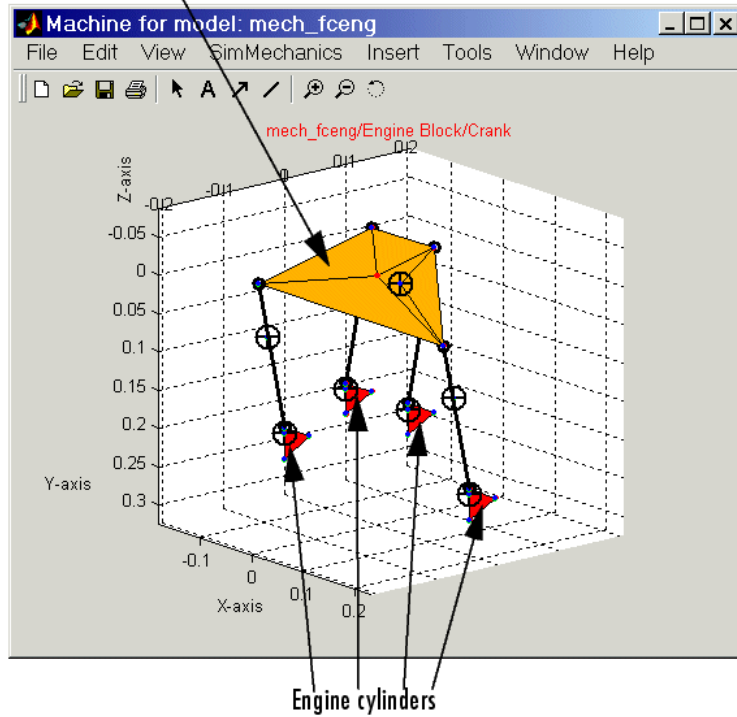 Machine for model: mech_fceng
File Edit View SimMechanics Insert Tools Window Help
A
mech_fceng/Engine Block/Crank
Z-axis
-0.2
-0.1
0
0.1
0.2
-0.05
0
0.05
0.1
0.15
0.2
0.25
0.3
Y-axis
-0.1
0
0.1
0.2
X-axis
Engine cylinders